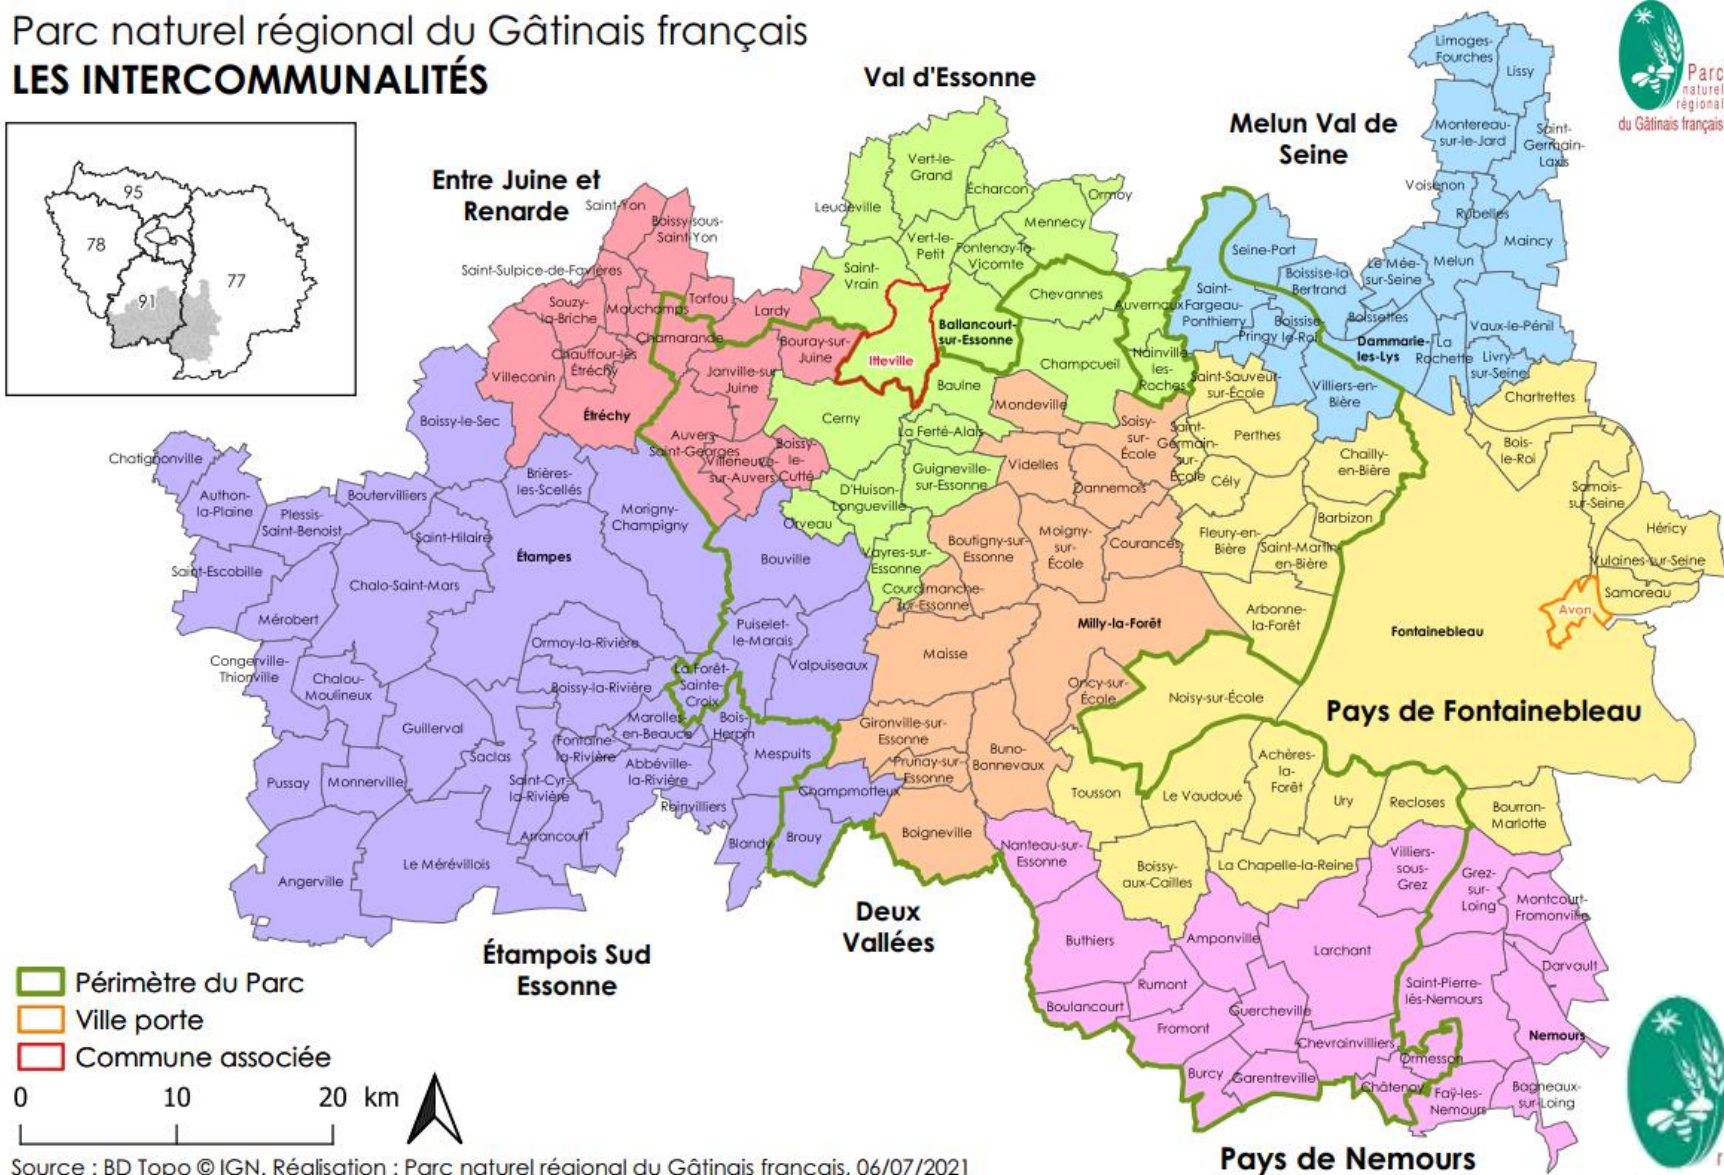 Parc naturel régional du Gâtinais français
LES INTERCOMMUNALITÉS
Parc
naturel
régional
du Gâtinais français
95
78
77
91
Entre Juine et
Renarde
Val d'Essonne
Melun Val de
Seine
Limoges-
Fourches
Lissy
Montereau-
sur-le-Jard
Saint-
Germain-
Laxis
Voisenon
Rubelles
Maincy
Melun
Le Mée-
sur-Seine
Seine-Port
Boissise-la-
Bertrand
Saint-
Fargeau-
Ponthierry
Boissettes
Boissise-
le-Roi
Pringy
Dammarie-
les-Lys
La
Rochette
Vaux-le-Pénil
Livry-
sur-Seine
Villiers-en-
Bière
Vert-le-
Grand
Écharcon
Ormoy
Mennecy
Leudeville
Vert-le-
Petit
Fontenay-le-
Vicomte
Saint-
Vrain
Chevannes
Auvernaux
Itteville
Ballancourt-
sur-Essonne
Champcueil
Nainville-
les-
Roches
Baulne
Cerny
La Ferté-Alais
Guigneville-
sur-Essonne
D'Huison-
Longueville
Orveau
Vayres-sur-
Essonne
Saint-Yon
Boissy-sous-
Saint-Yon
Saint-Sulpice-de-Favières
Souzy-
la-Briche
Mauchamps
Torfou
Lardy
Chamarande
Bouray-sur-
Juine
Chauffour-lès
Étréchy
Villeconin
Janville-sur
Juine
Étréchy
Auvers-
Saint-Georges
Villeneuve-
sur-Auvers
Boissy-
le-
Cutté
Boissy-le-Sec
Chatignonville
Authon-
la-Plaine
Plessis-
Saint-Benoist
Boutervilliers
Brières-
les-Scellés
Morigny-
Champigny
Saint-Hilaire
Étampes
Bouville
Saint-Escobille
Chalo-Saint-Mars
Mérobert
Puiselet-
le-Marais
Ormoy-la-Rivière
Valpuiseaux
Congerville-
Thionville
Chalou-
Moulineux
Boissy-la-Rivière
La Forêt-
Sainte-
Croix
Guillerval
Marolles-
en-Beauce
Bois-
Herpin
Fontaine-
la-Rivière
Saclas
Abbéville-
la-Rivière
Mespuits
Pussay
Monnerville
Saint-Cyr-
la-Rivière
Roinvilliers
Champmotteux
Arrancourt
Blandy
Brouy
Le Mérévillois
Angerville
Étampois Sud
Essonne
Mondeville
Soisy-
sur-
École
Videlles
Dannemois
Boutigny-sur-
Essonne
Moigny-
sur-
École
Courances
Courdimanche-
sur-Essonne
Milly-la-Forêt
Maisse
Oncy-sur-
École
Gironville-sur-
Essonne
Buno-
Bonnevaux
Prunay-sur-
Essonne
Boigneville
Deux
Vallées
Saint-Sauveur-
sur-École
Chartrettes
Saint-
Germain-
sur-
École
Perthes
Chailly-
en-Bière
Bois-
le-Roi
Cély
Samois-
sur-Seine
Barbizon
Héricy
Fleury-en-
Bière
Saint-Martin-
en-Bière
Vulaines-sur-Seine
Samoreau
Avon
Arbonne-
la-Forêt
Fontainebleau
Noisy-sur-École
Pays de Fontainebleau
Achères-
la-
Forêt
Tousson
Le Vaudoué
Ury
Recloses
Bourron-
Marlotte
Boissy-
aux-Cailles
La Chapelle-la-Reine
Nanteau-sur-
Essonne
Villiers-
sous-
Grez
Grez-
sur-
Loing
Montcourt-
Fromonville
Buthiers
Amponville
Larchant
Darvault
Rumont
Saint-Pierre-
lès-Nemours
Boulancourt
Guercheville
Fromont
Chevrainvilliers
Nemours
Ormesson
Burcy
Garentreville
Châtenoy
Faÿ-les-
Nemours
Bagneaux-
sur-Loing
Pays de Nemours
Périmètre du Parc
Ville porte
Commune associée
0 10 20 km
Source : BD Topo © IGN, Réalisation : Parc naturel régional du Gâtinais français, 06/07/2021